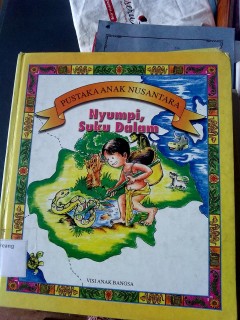 PUSTAKA ANAK NUSANTARA
Nyumpi,
Suku Dalam
VISI ANAK BANGSA